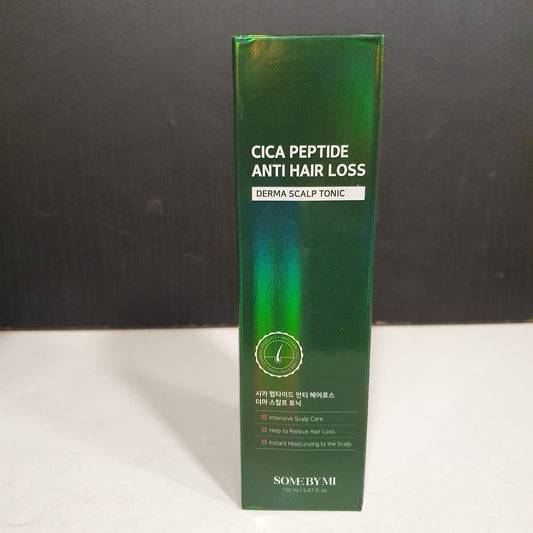 CICA PEPTIDE
ANTI HAIR LOSS
DERMA SCALP TONIC
시카 펩타이드 안티 헤어로스
더마 스칼프 토닉
Intensive Scalp Care
Help to Relieve Hair Loss
Instant Moisturizing to the Scalp
SOME BY MI
150 ml / 5.07 fl. oz.